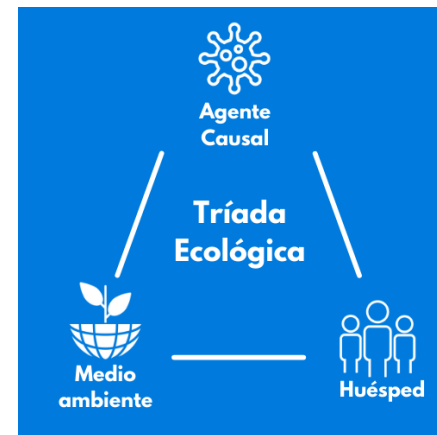 Agente
Causal
Tríada
Ecológica
Medio
ambiente
Huésped